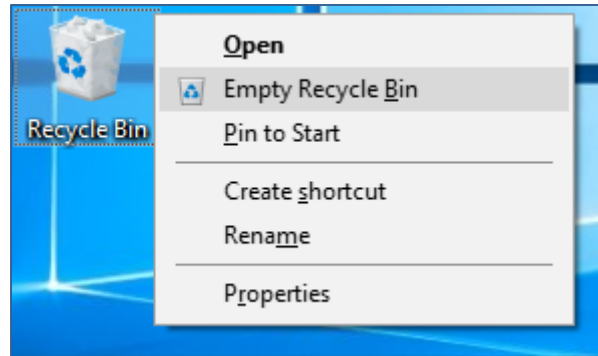 Recycle Bin
Open
Empty Recycle Bin
Pin to Start
Create shortcut
Rename
Properties